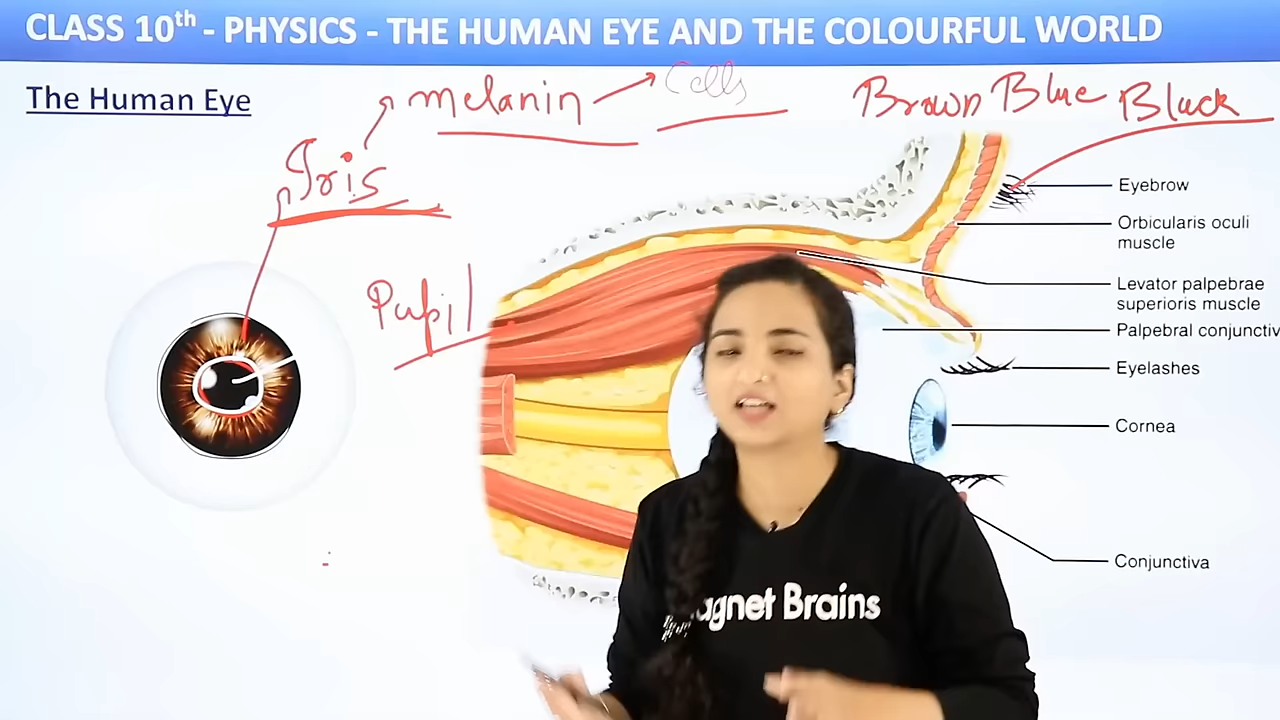 CLASS 10th - PHYSICS - THE HUMAN EYE AND THE COLOURFUL WORLD
The Human Eye
melanin
Cells
Brown Blue Black
Iris
Pupil
Eyebrow
Orbicularis oculi
muscle
Levator palpebrae
superioris muscle
Palpebral conjunctiv
Eyelashes
Cornea
Conjunctiva
agnet Brains